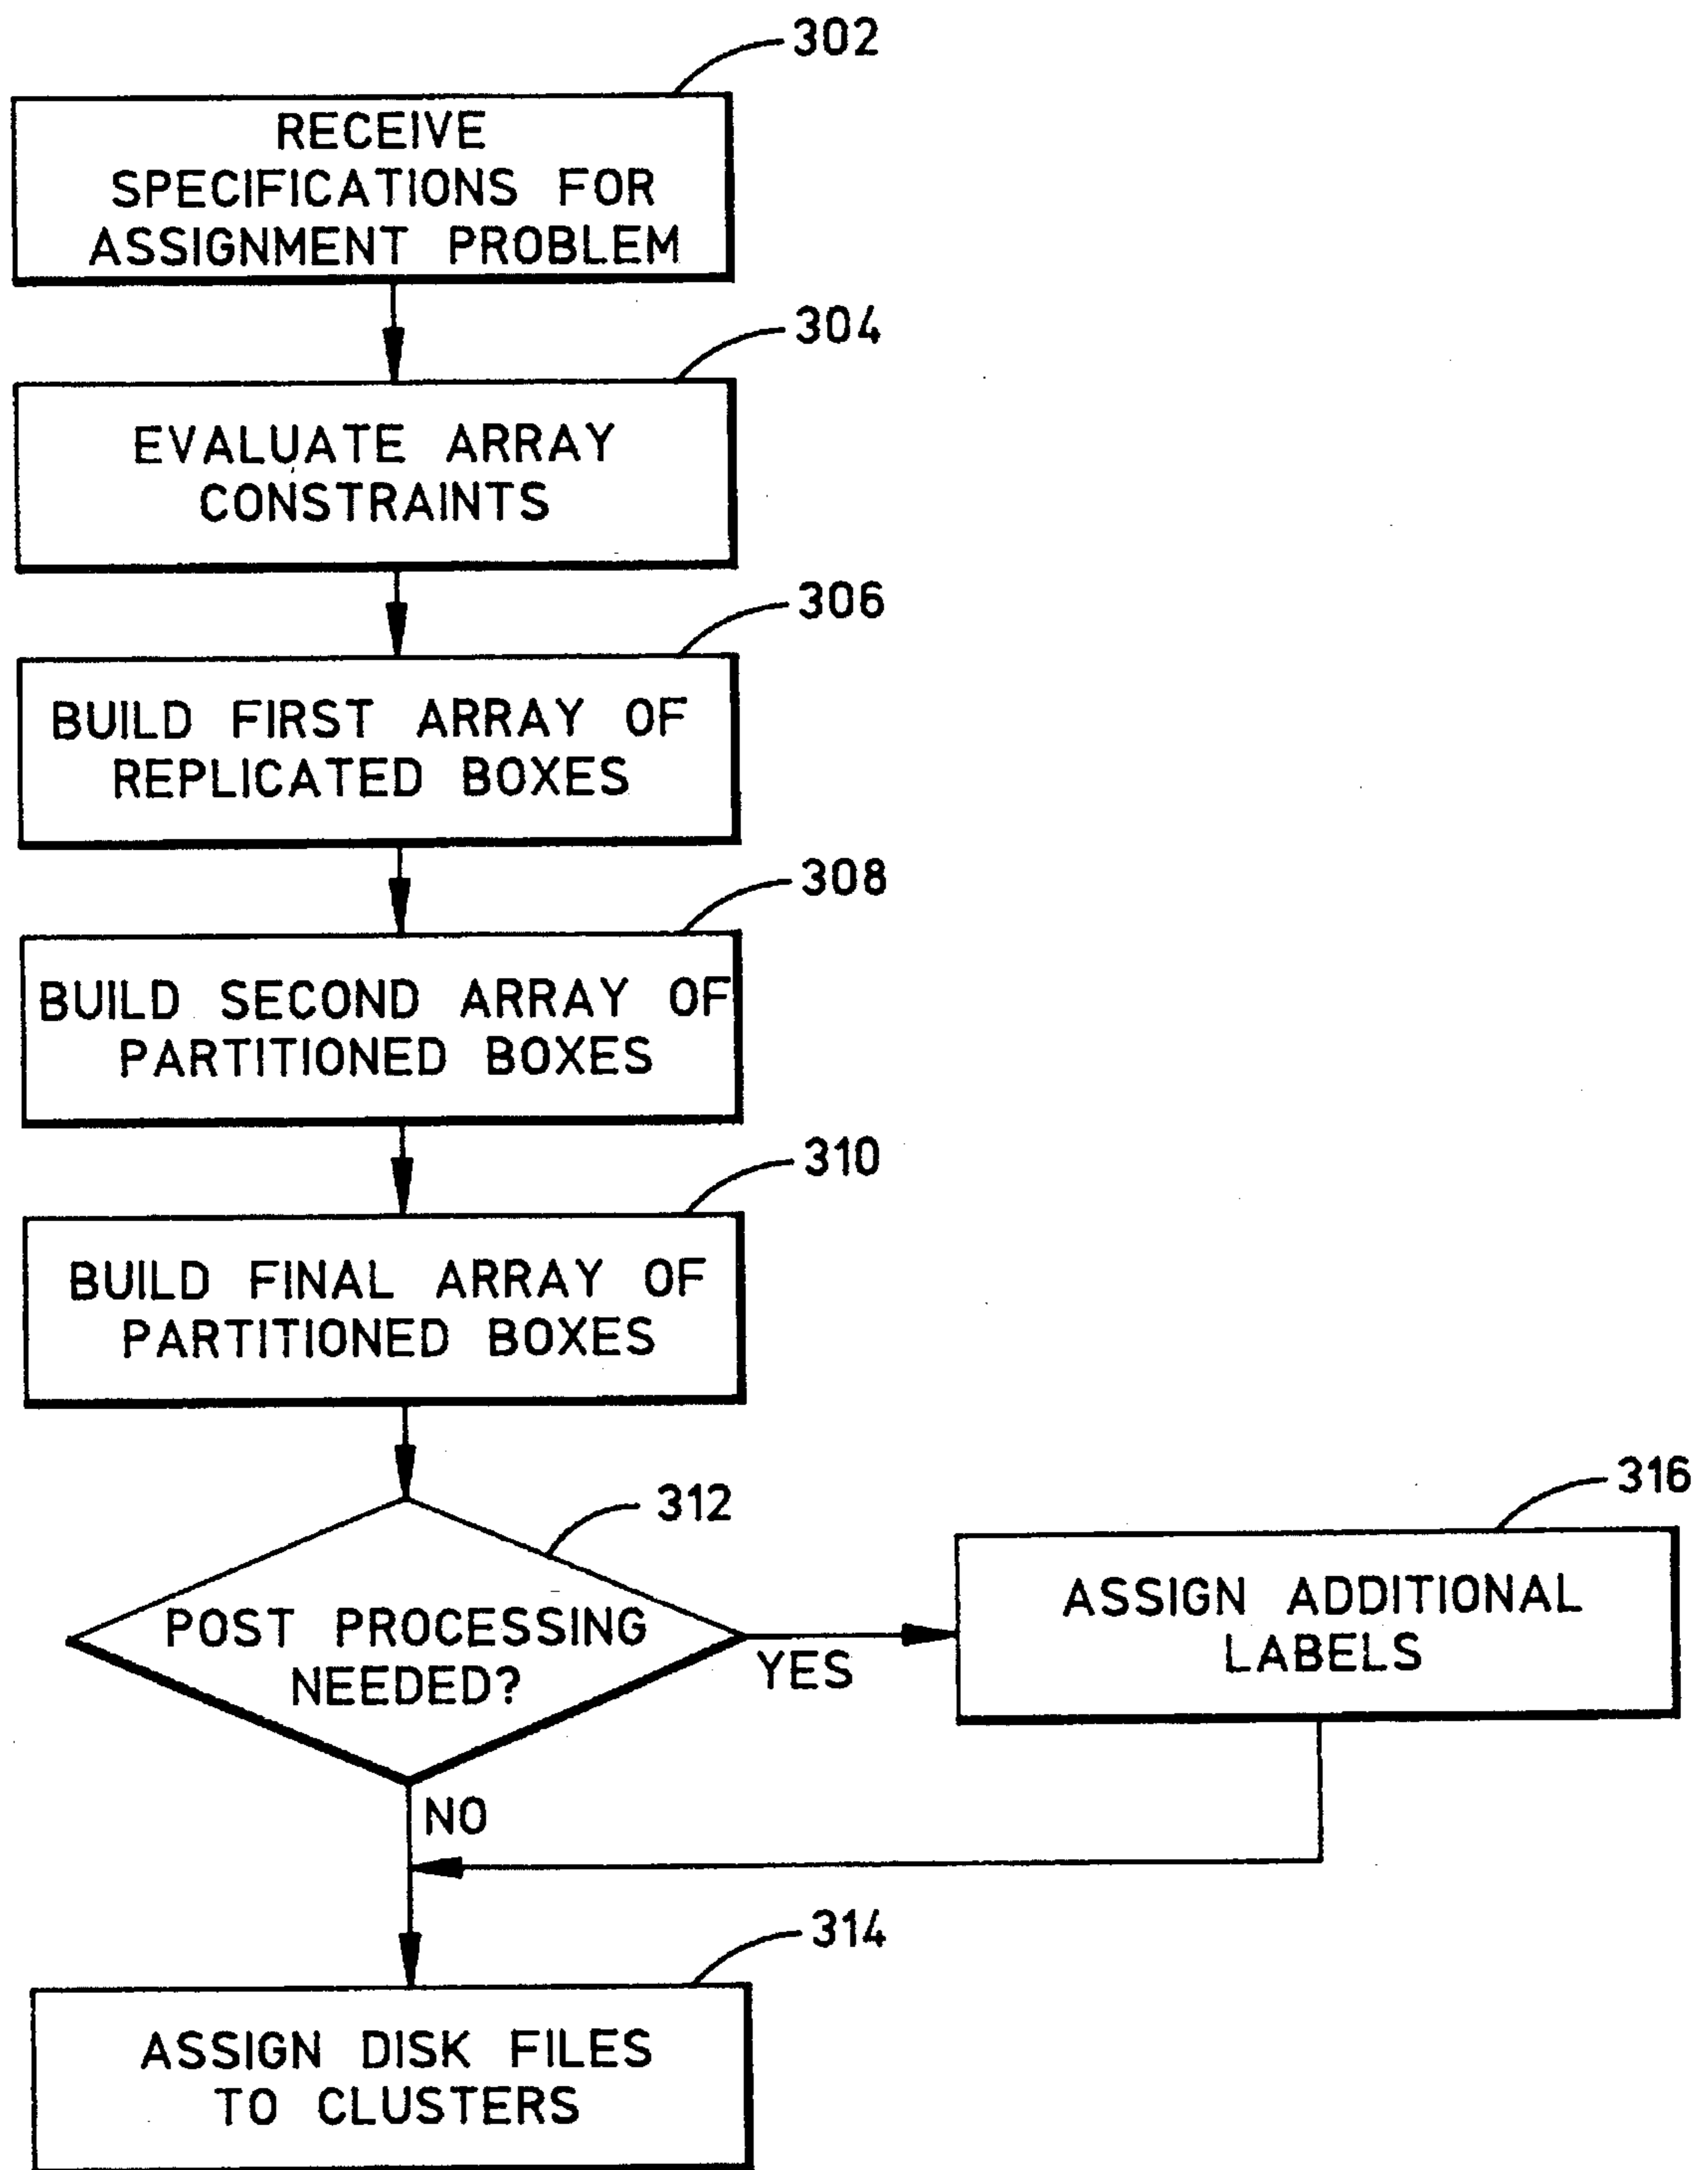 302
RECEIVE
SPECIFICATIONS FOR
ASSIGNMENT PROBLEM
304
EVALUATE ARRAY
CONSTRAINTS
306
BUILD FIRST ARRAY OF
REPLICATED BOXES
308
BUILD SECOND ARRAY OF
PARTITIONED BOXES
310
BUILD FINAL ARRAY OF
PARTITIONED BOXES
312
POST PROCESSING
NEEDED?
YES
316
ASSIGN ADDITIONAL
LABELS
NO
314
ASSIGN DISK FILES
TO CLUSTERS